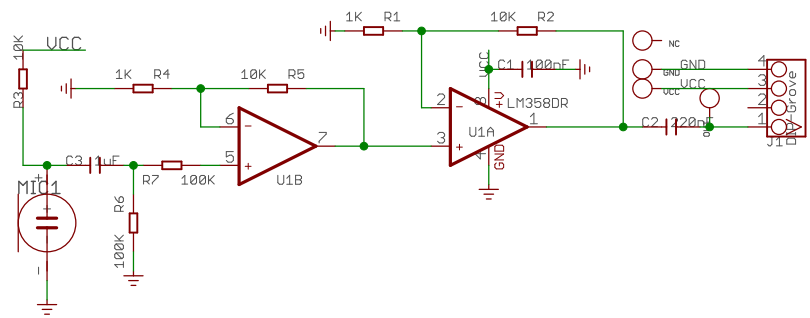 1K R1
10K R2
NC
10K
VCC
VCC
C1 100nF
GND
4
GND
1K R4
10K R5
VCC
3
VCC
R3
2
8
LM358DR
2
6
7
3
U1A
1
C2 220nF
1
J1
5
4
GND
C3 1uF
R7 100K
U1B
+
MIC1
R6
100K